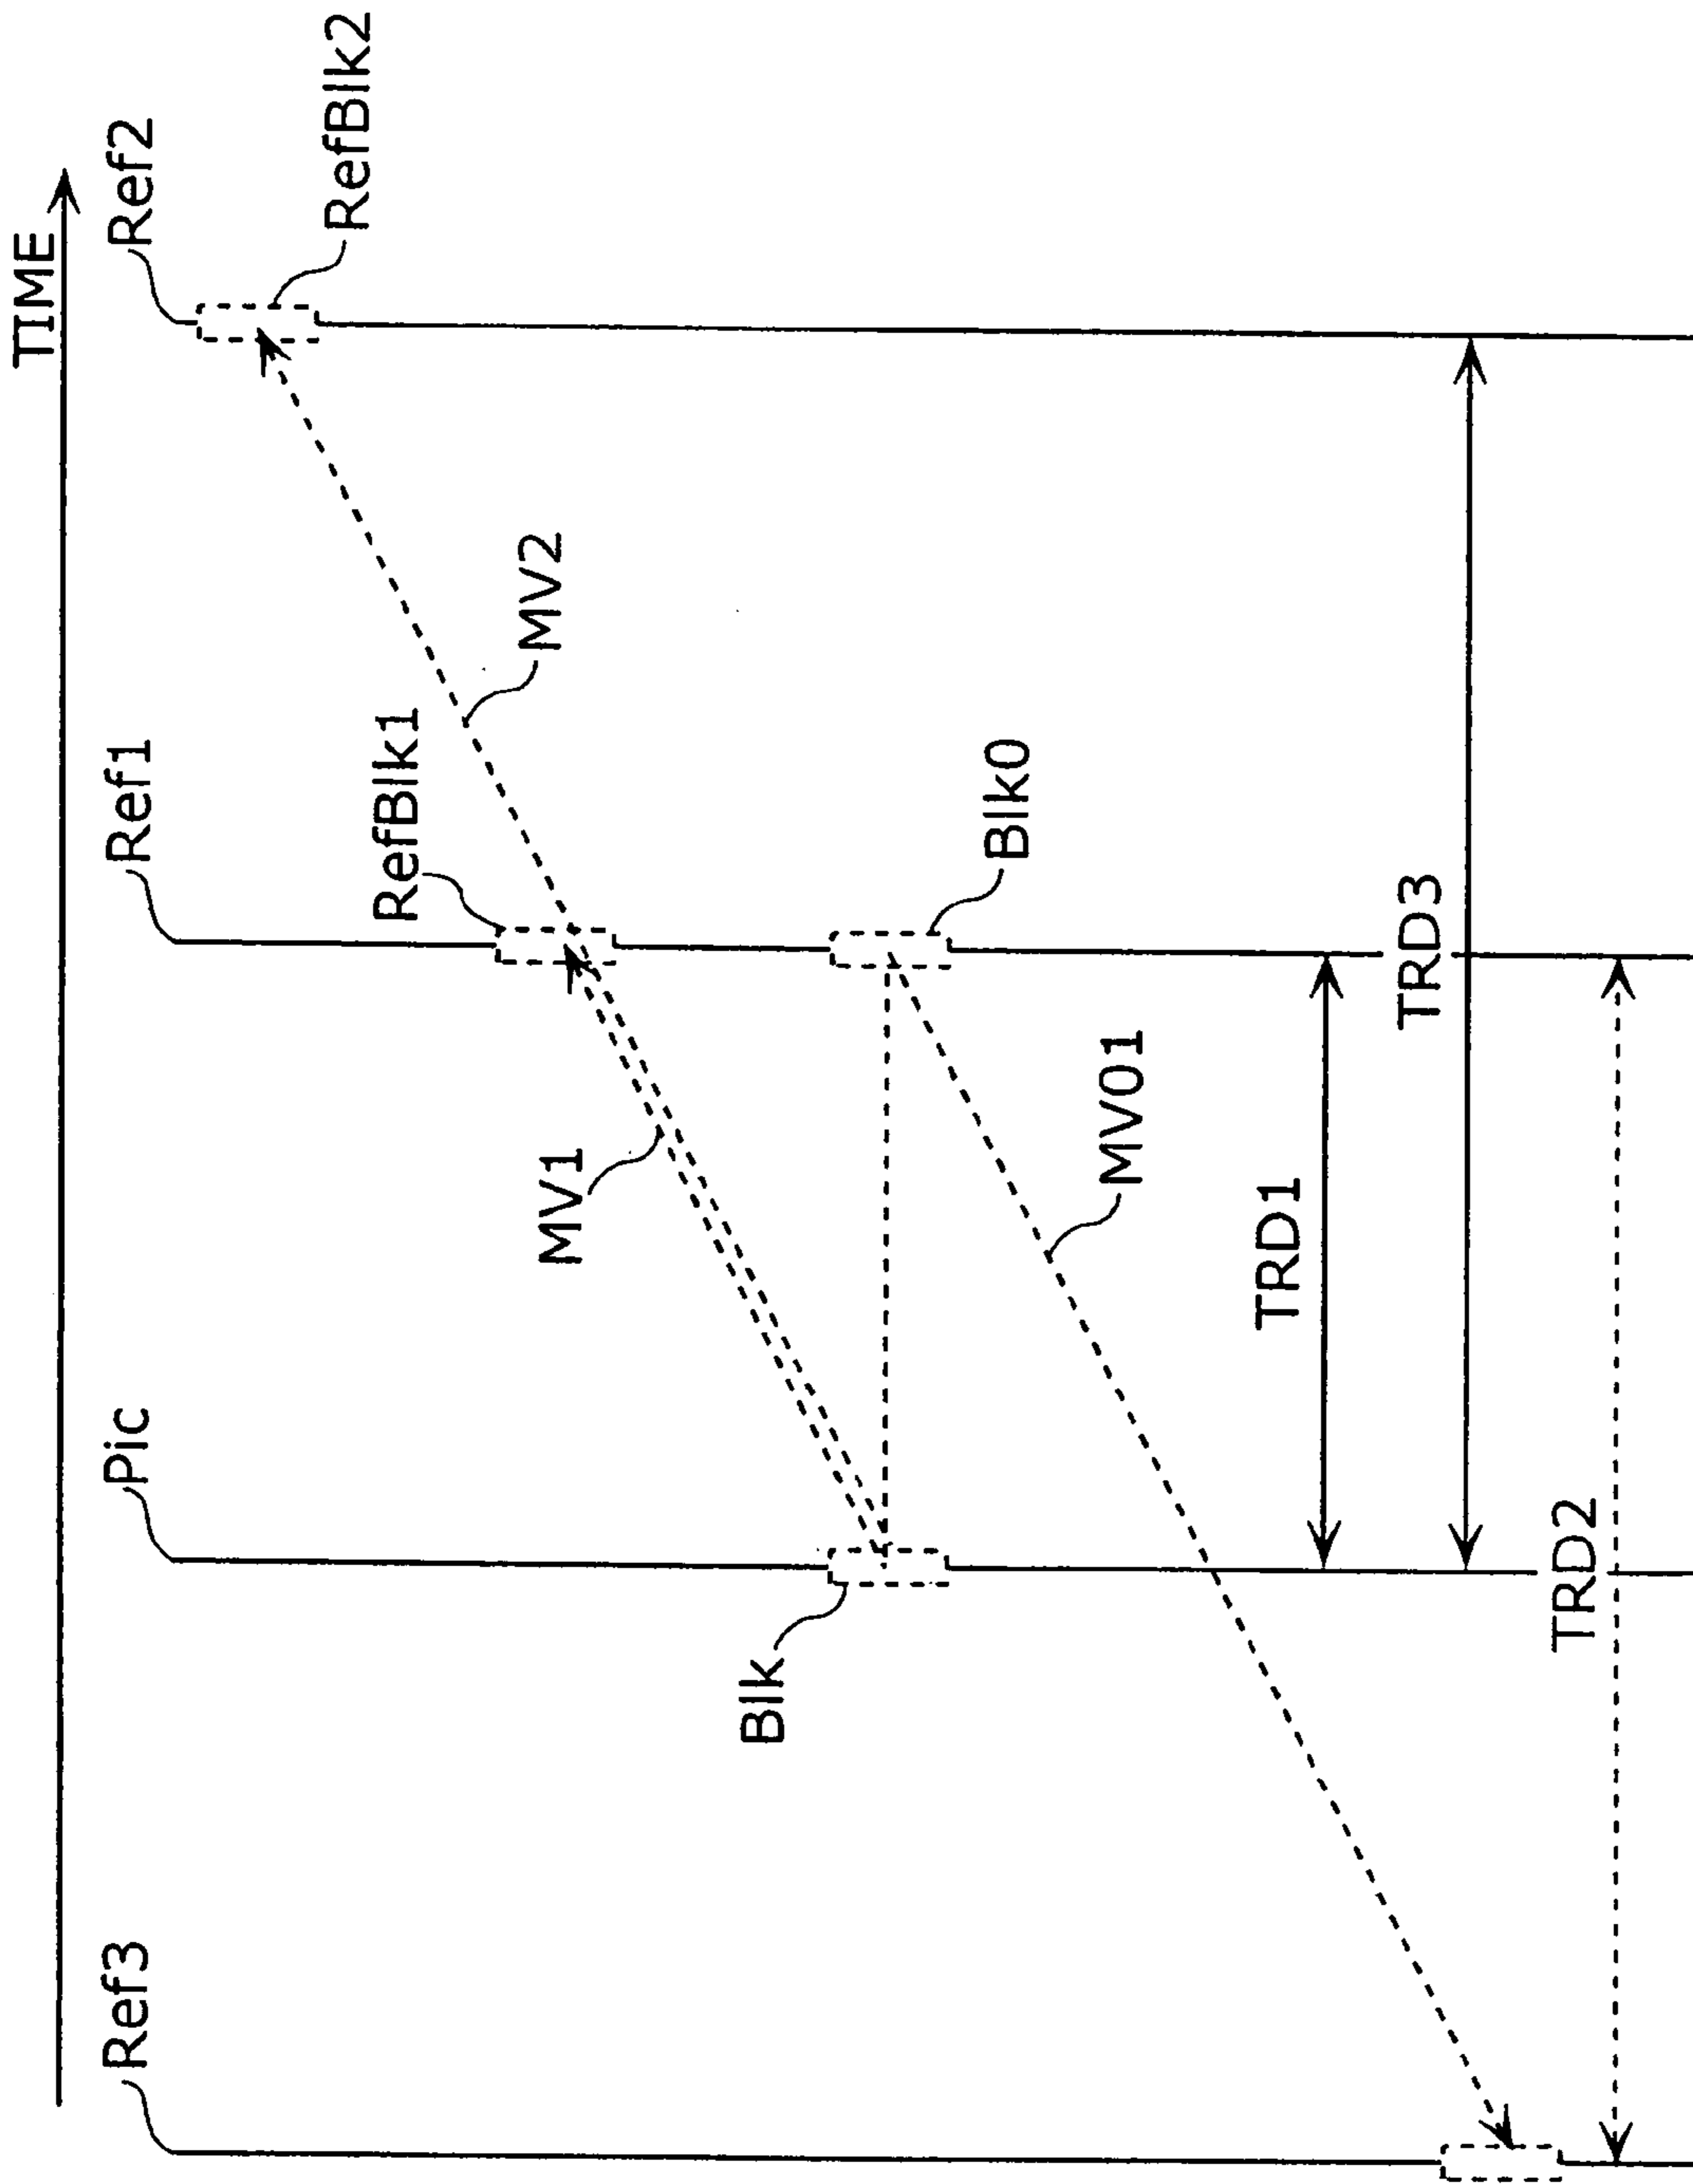 TIME
Ref3
Pic
Ref1
Ref2
RefBlk2
RefBlk1
MV2
MV1
Blk
Blk0
MV01
TRD1
TRD3
TRD2